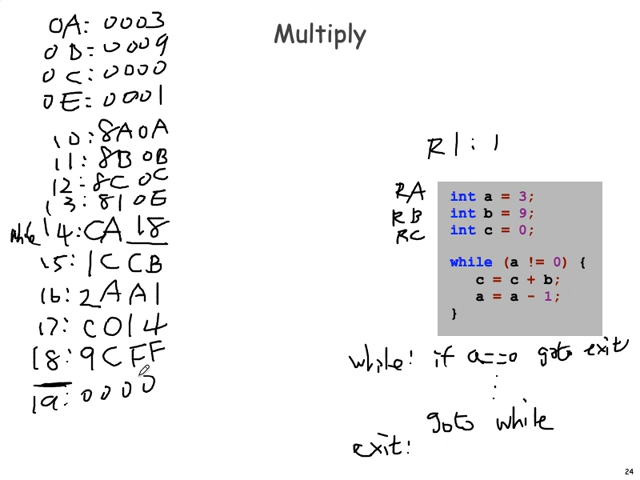 Multiply
0A: 0003
0B: 0009
0C: 0000
0E: 0001
10: 8A0A
11: 8B0B
12: 8C0C
13: 810E
while 14: CA18
15: 1CCB
16: 2AA1
17: C014
18: 9CFF
19: 0000
R1: 1
RA int a = 3;
RB int b = 9;
RC int c = 0;
while (a != 0) {
c = c + b;
a = a - 1;
}
while: if a==0 goto exit
goto while
exit:
24